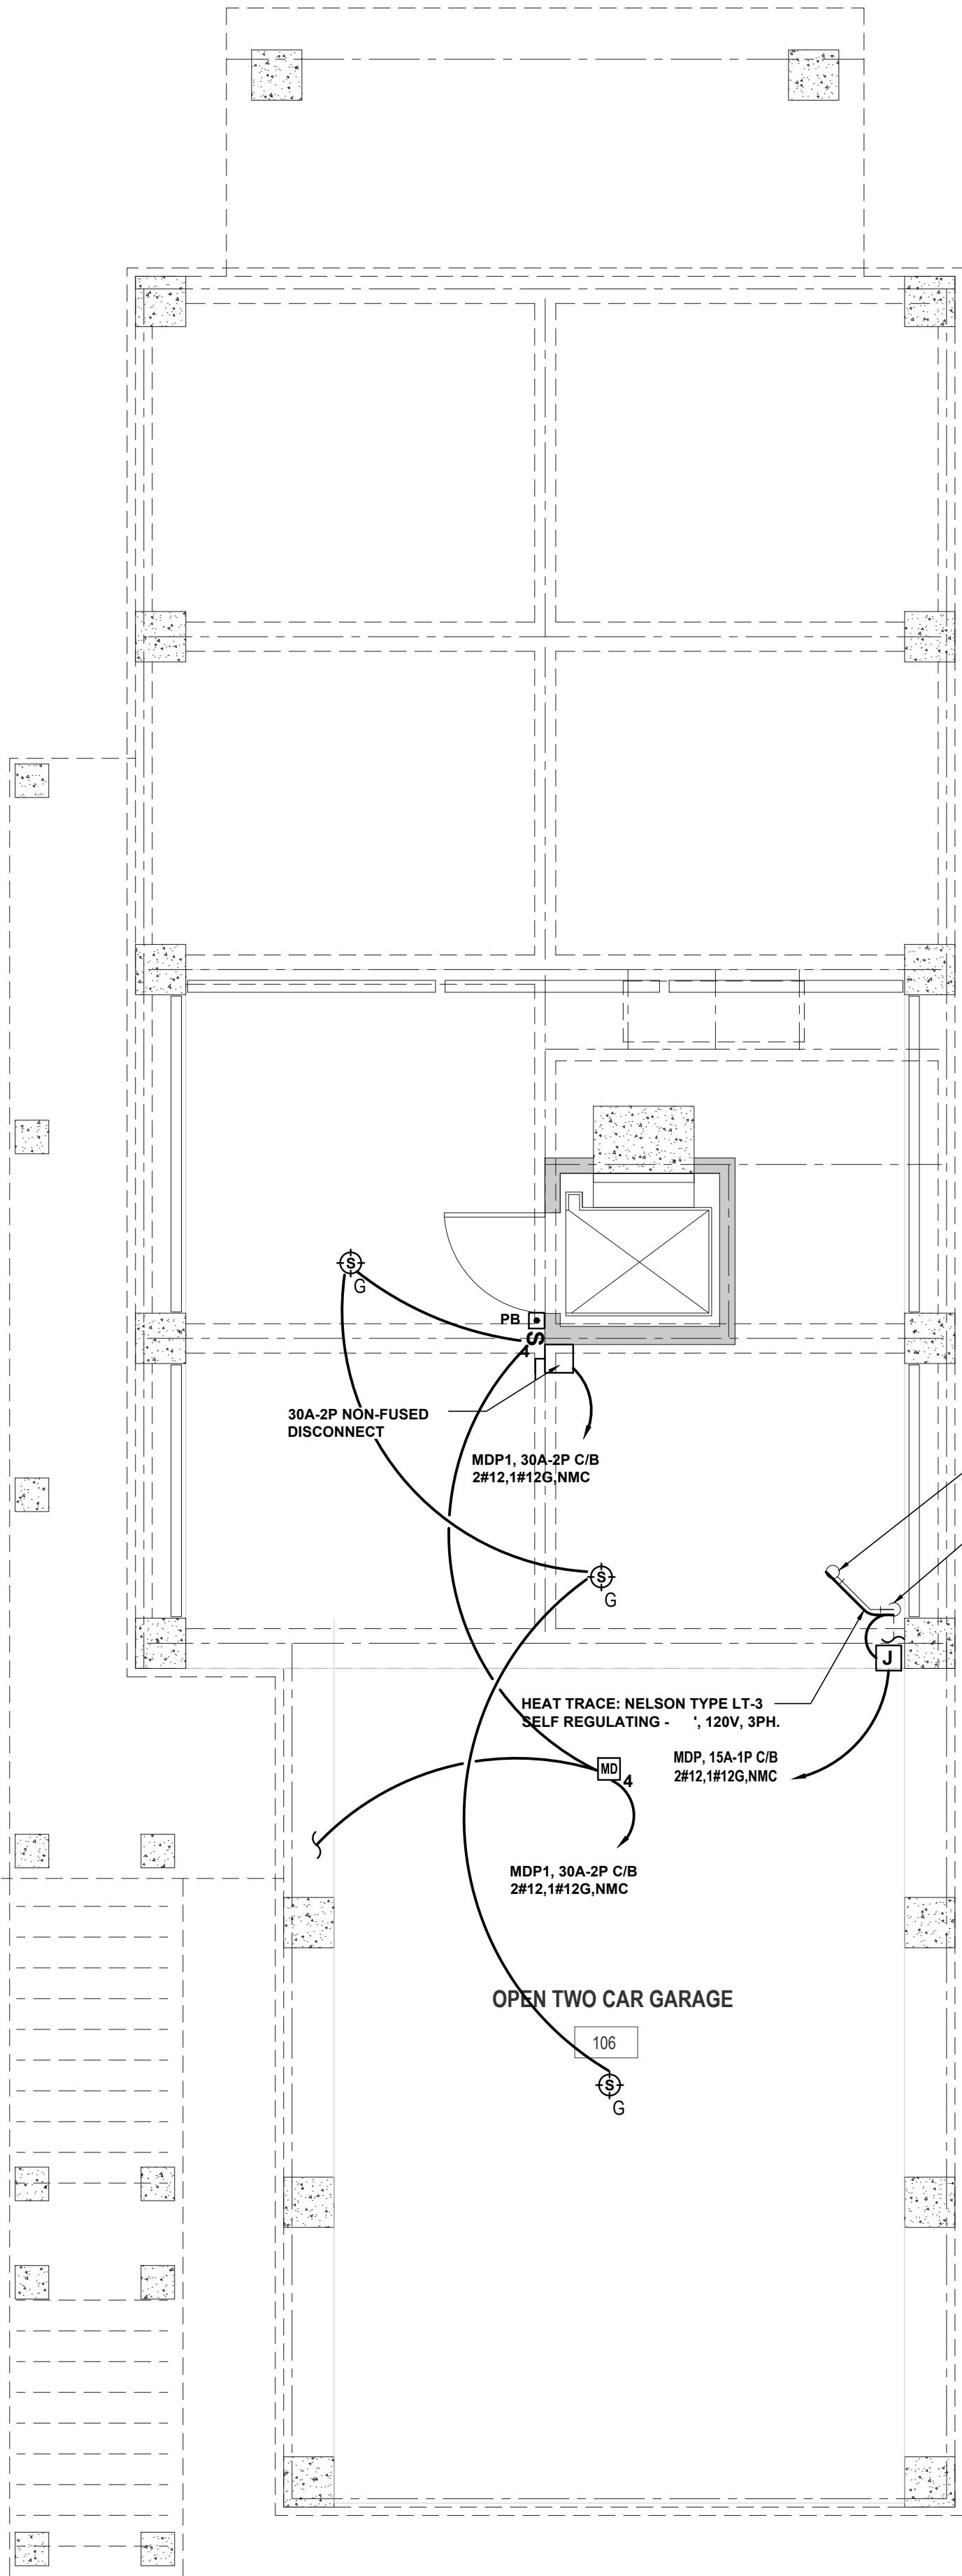 S
G
PB
S
4
30A-2P NON-FUSED
DISCONNECT
MDP1, 30A-2P C/B
2#12,1#12G,NMC
S
G
J
HEAT TRACE: NELSON TYPE LT-3
SELF REGULATING - ', 120V, 3PH.
MDP, 15A-1P C/B
2#12,1#12G,NMC
MD
4
MDP1, 30A-2P C/B
2#12,1#12G,NMC
OPEN TWO CAR GARAGE
106
S
G